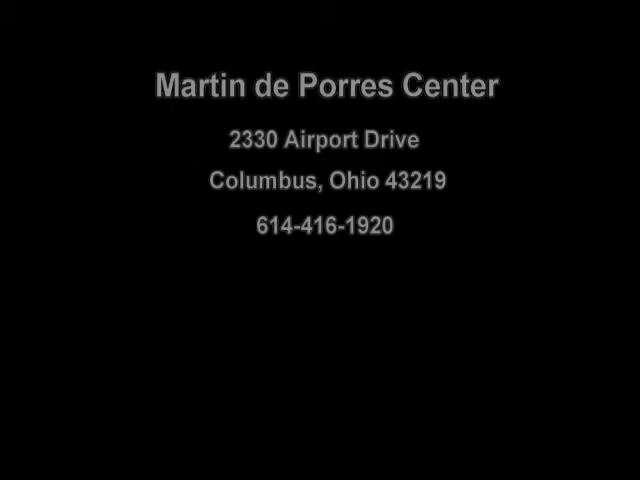 Martin de Porres Center
2330 Airport Drive
Columbus, Ohio 43219
614-416-1920